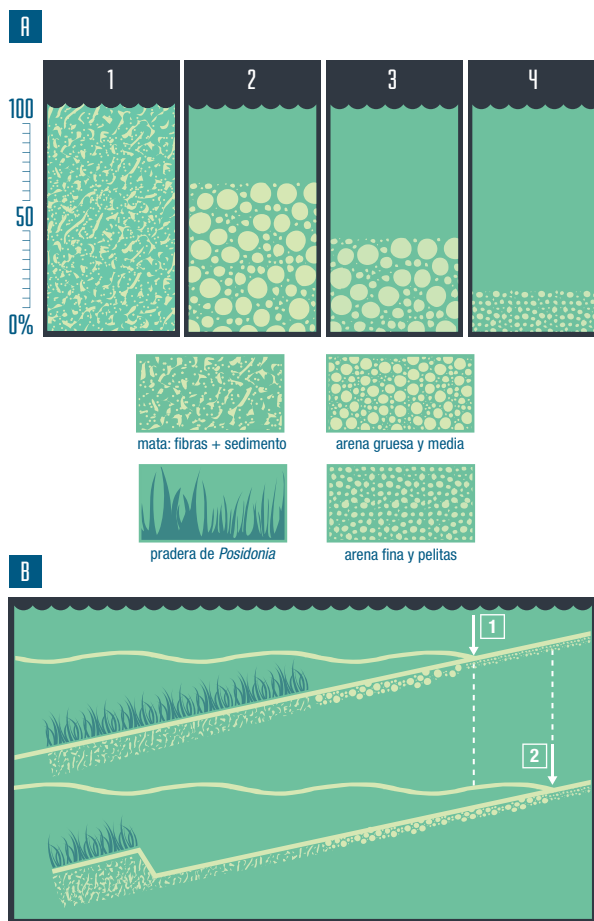 A
1 2 3 4
100
50
0%
mata: fibras + sedimento
arena gruesa y media
pradera de Posidonia
arena fina y pelitas
B
1
2